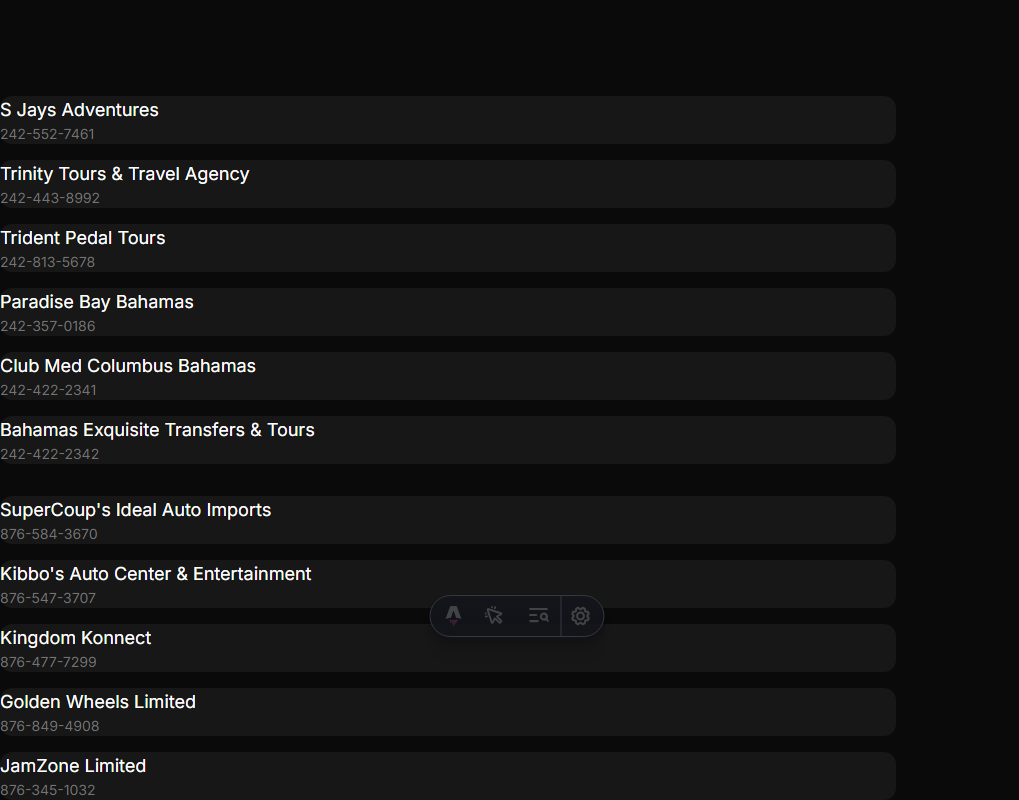 S Jays Adventures
242-552-7461
Trinity Tours & Travel Agency
242-443-8992
Trident Pedal Tours
242-813-5678
Paradise Bay Bahamas
242-357-0186
Club Med Columbus Bahamas
242-422-2341
Bahamas Exquisite Transfers & Tours
242-422-2342
SuperCoup's Ideal Auto Imports
876-584-3670
Kibbo's Auto Center & Entertainment
876-547-3707
Kingdom Konnect
876-477-7299
Golden Wheels Limited
876-849-4908
JamZone Limited
876-345-1032